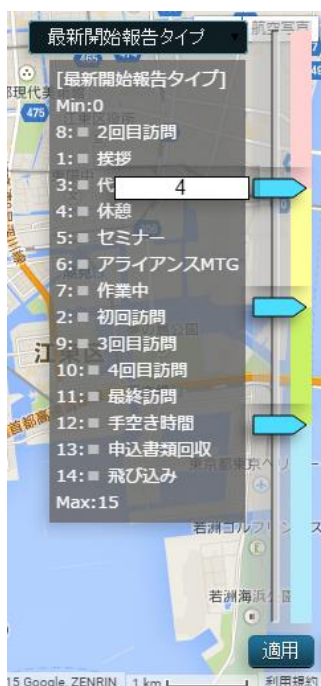 航空写真
最新開始報告タイプ
465
[最新開始報告タイプ]
Min:0
475
8: 2回目訪問
1: 挨拶
3: 代
4
4: 休憩
5: セミナー
6: アライアンスMTG
7: 作業中
2: 初回訪問
9: 3回目訪問
江東区
10: 4回目訪問
11: 最終訪問
12: 手空き時間
13: 申込書類回収
14: 飛び込み
Max:15
東京都東京ヘリ
若洲ゴルフリンクス
若洲海浜公園
適用
15 Google, ZENRIN
1 km
利用規約